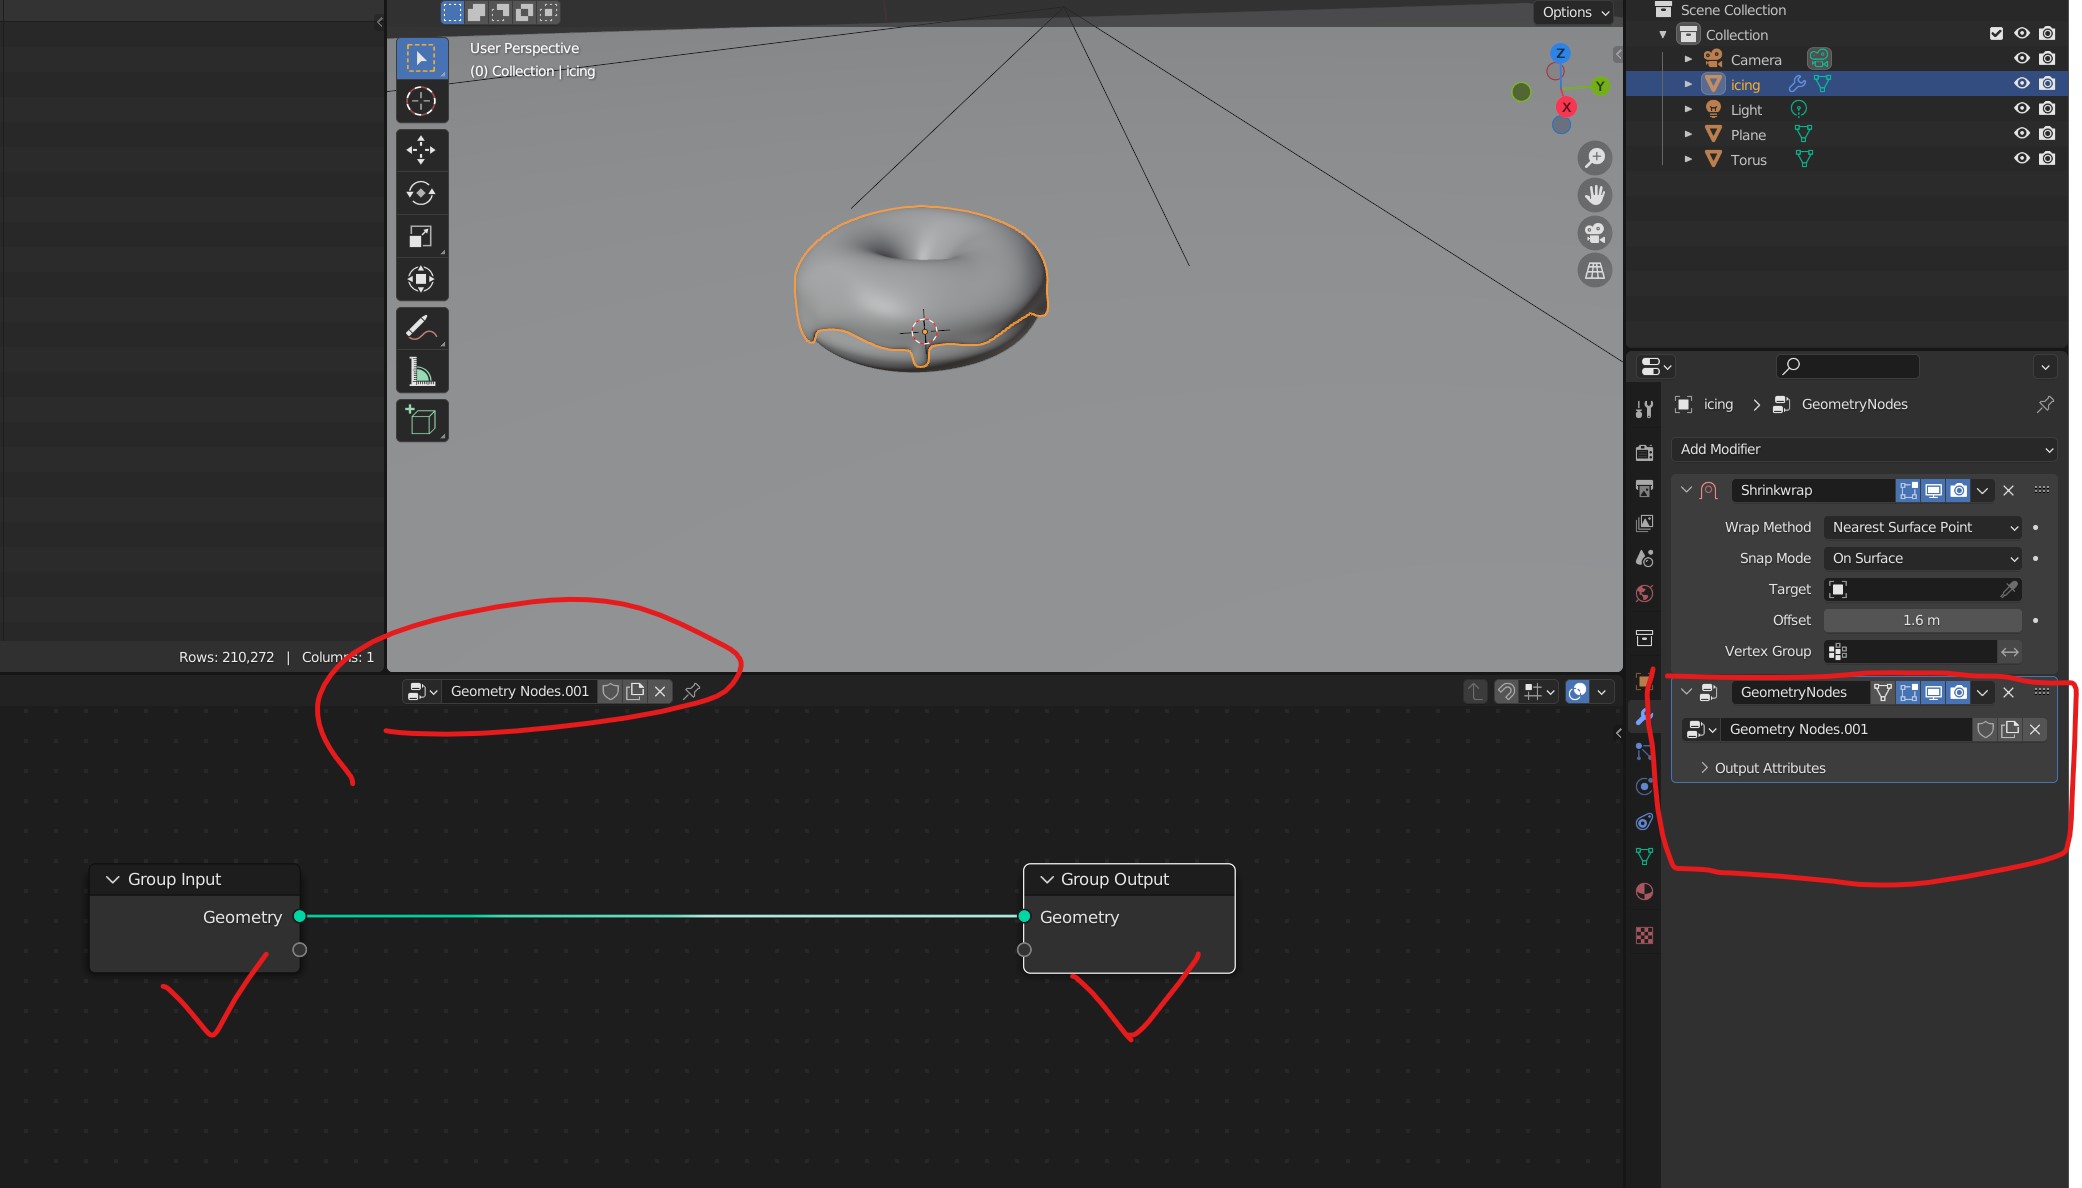 Options
User Perspective
(0) Collection | icing
Z
Y
X
Rows: 210,272 | Columns: 1
Geometry Nodes.001
Group Input
Geometry
Group Output
Geometry
Scene Collection
Collection
Camera
icing
Light
Plane
Torus
icing > GeometryNodes
Add Modifier
Shrinkwrap
Wrap Method Nearest Surface Point
Snap Mode On Surface
Target
Offset 1.6 m
Vertex Group
GeometryNodes
Geometry Nodes.001
Output Attributes